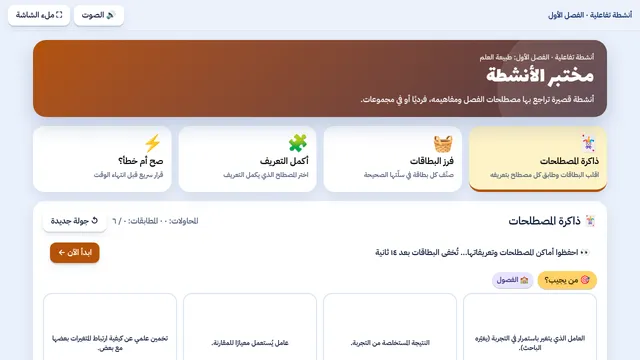 أنشطة تفاعلية · الفصل الأول
🔊 الصوت
⛶ ملء الشاشة
أنشطة تفاعلية · الفصل الأول: طبيعة العلم
مختبر الأنشطة
أنشطة قصيرة تراجع بها مصطلحات الفصل ومفاهيمه، فرديًا أو في مجموعات.
🃏
ذاكرة المصطلحات
اقلب البطاقات وطابق كل مصطلح بتعريفه
🧺
فرز البطاقات
صنّف كل بطاقة في سلّتها الصحيحة
🧩
أكمل التعريف
اختر المصطلح الذي يكمل التعريف
⚡
صح أم خطأ؟
قرار سريع قبل انتهاء الوقت
🃏 ذاكرة المصطلحات
المحاولات: ٠ · المطابقات: ٠ / ٦
↺ جولة جديدة
👀 احفظوا أماكن المصطلحات وتعريفاتها… تُخفى البطاقات بعد ١٤ ثانية
ابدأ الآن ←
🎯 من يجيب؟
🏫 الفصول
العامل الذي يتغير باستمرار في التجربة (يغيّره الباحث).
النتيجة المستخلصة من التجربة.
عامل يُستعمل معيارًا للمقارنة.
تخمين علمي عن كيفية ارتباط المتغيرات بعضها مع بعض.